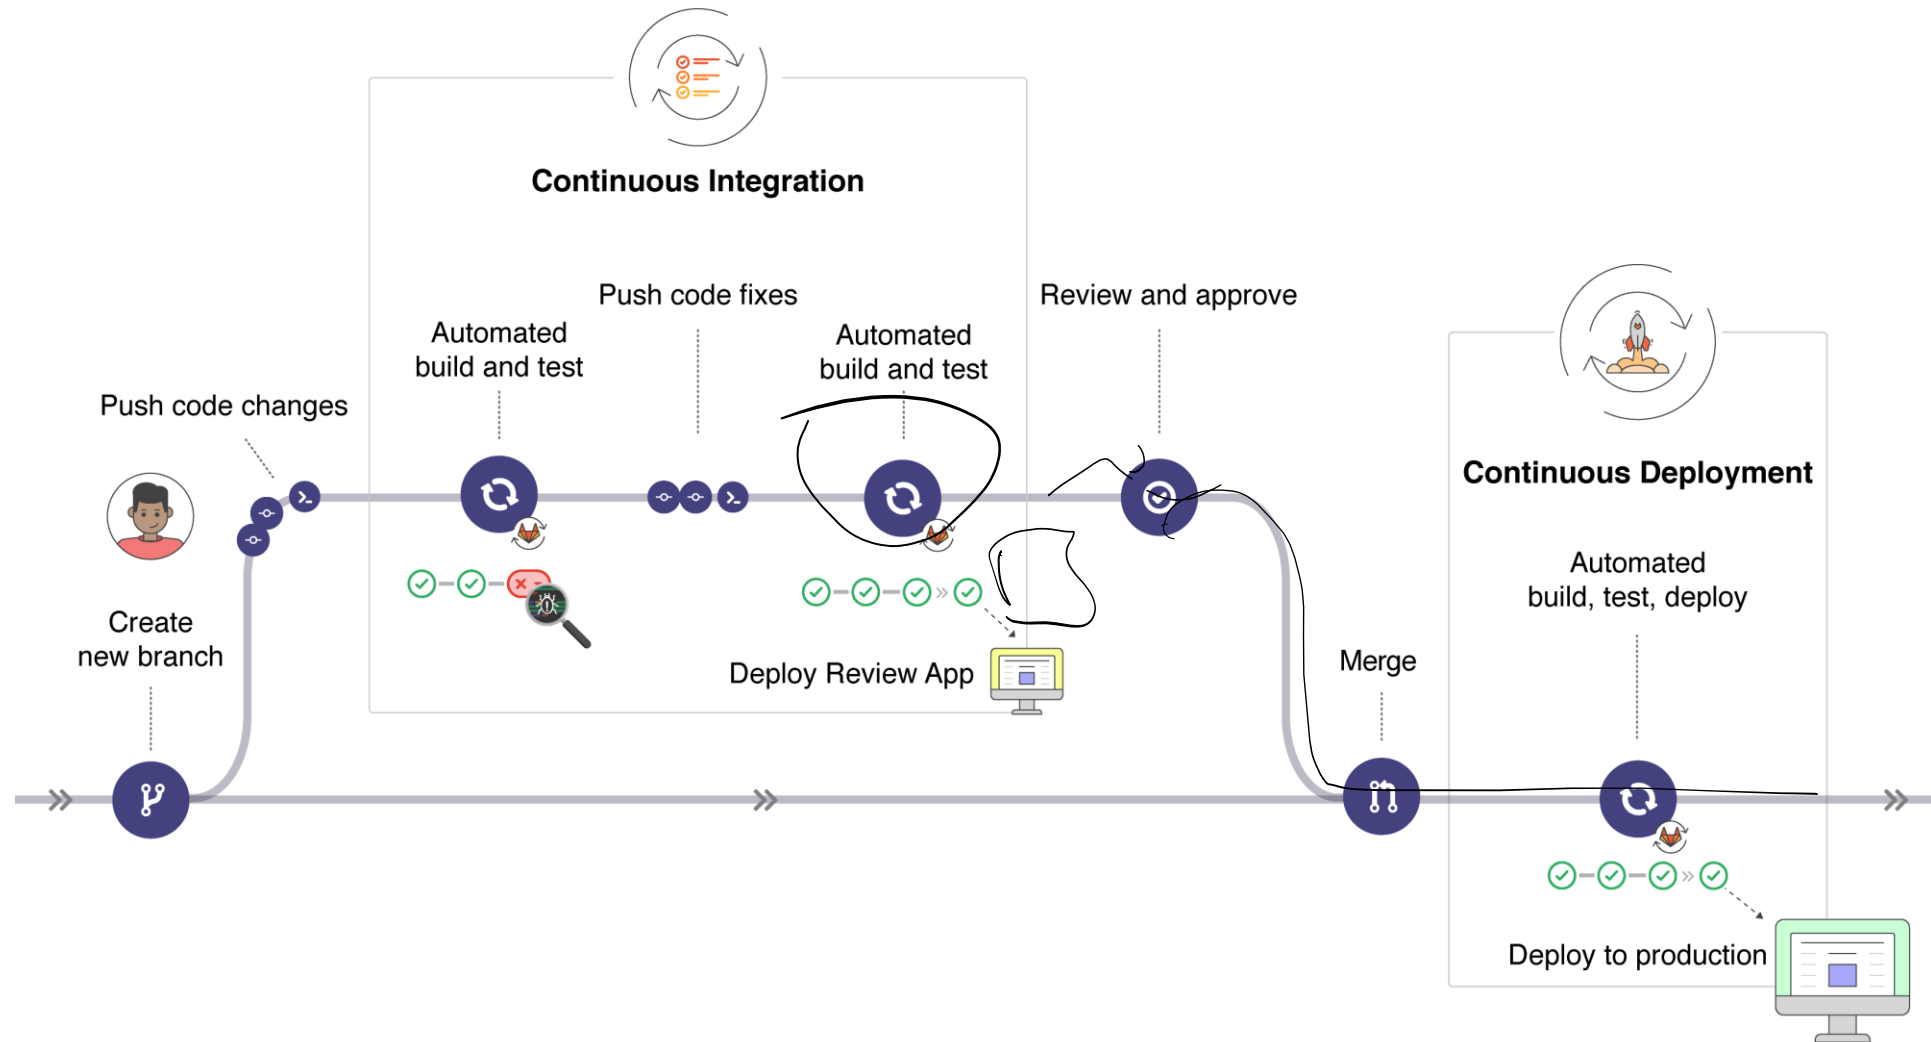 Continuous Integration
Push code fixes
Review and approve
Automated
build and test
Automated
build and test
Push code changes
Continuous Deployment
Automated
build, test, deploy
Create
new branch
Merge
Deploy Review App
Deploy to production